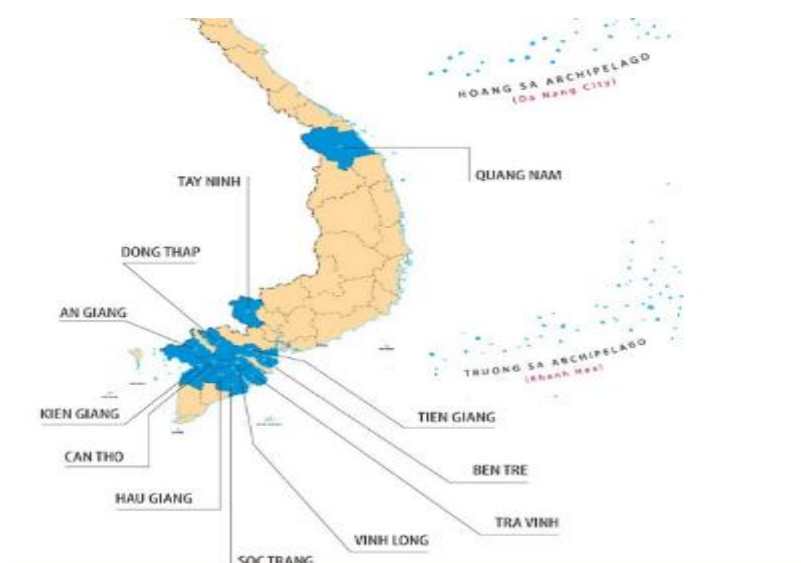 HOANG SA ARCHIPELAGO
(Da Nang City)
QUANG NAM
TAY NINH
DONG THAP
AN GIANG
TRUONG SA ARCHIPELAGO
(Khanh Hoa)
KIEN GIANG
TIEN GIANG
CAN THO
BEN TRE
HAU GIANG
TRA VINH
VINH LONG
SOC TRANG